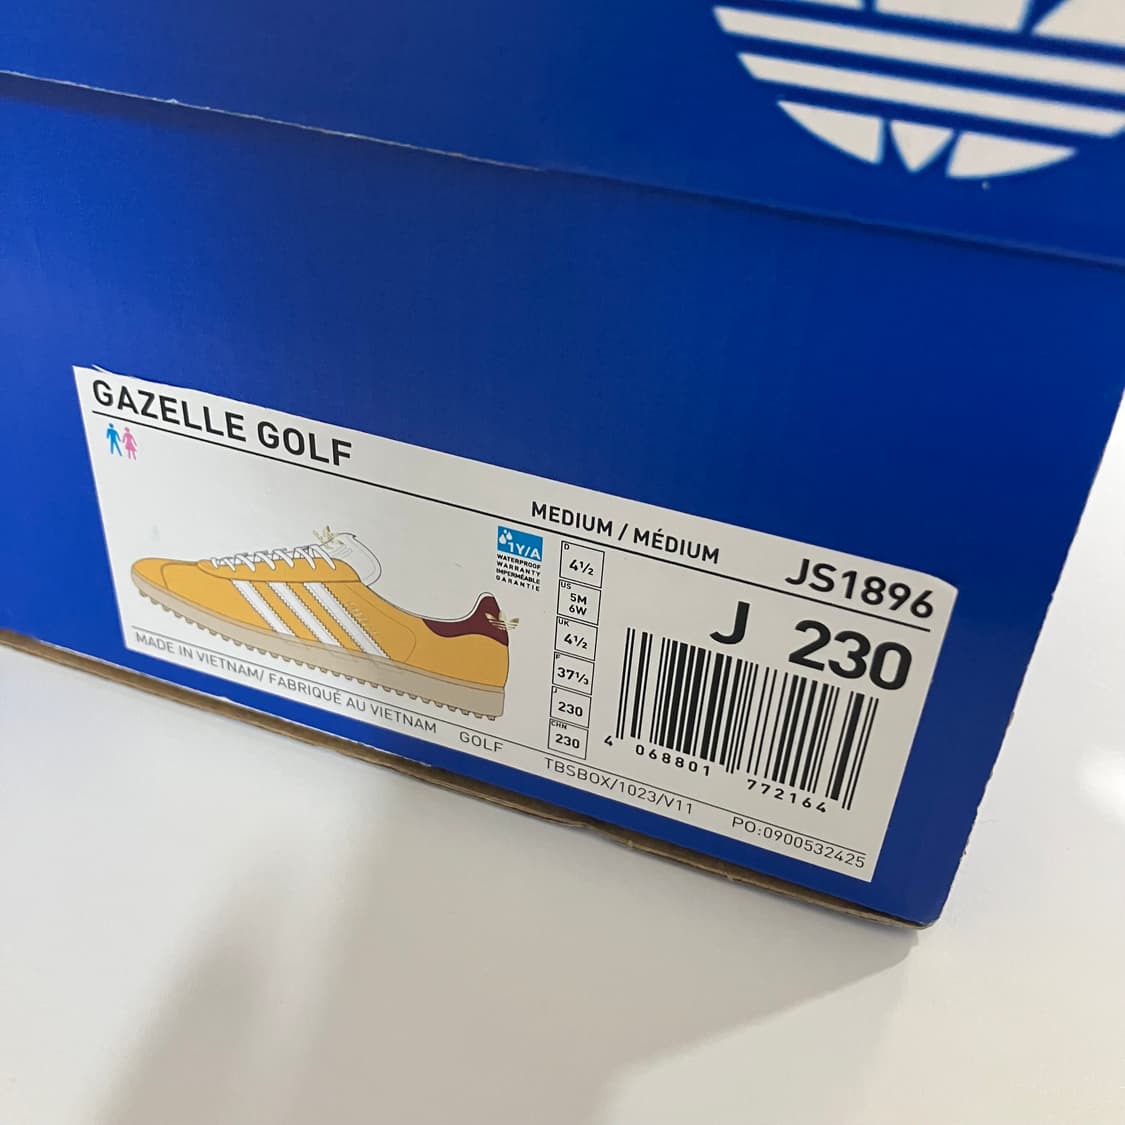 GAZELLE GOLF
MEDIUM / MÉDIUM
JS1896
J 230
1Y/A
WATERPROOF
WARRANTY
IMPERMÉABLE
GARANTIE
D
4½
US
5M
6W
UK
4½
F
37⅓
J
230
CHN
230
4 068801 772164
MADE IN VIETNAM/ FABRIQUÉ AU VIETNAM
GOLF
TBSBOX/1023/V11
PO:0900532425